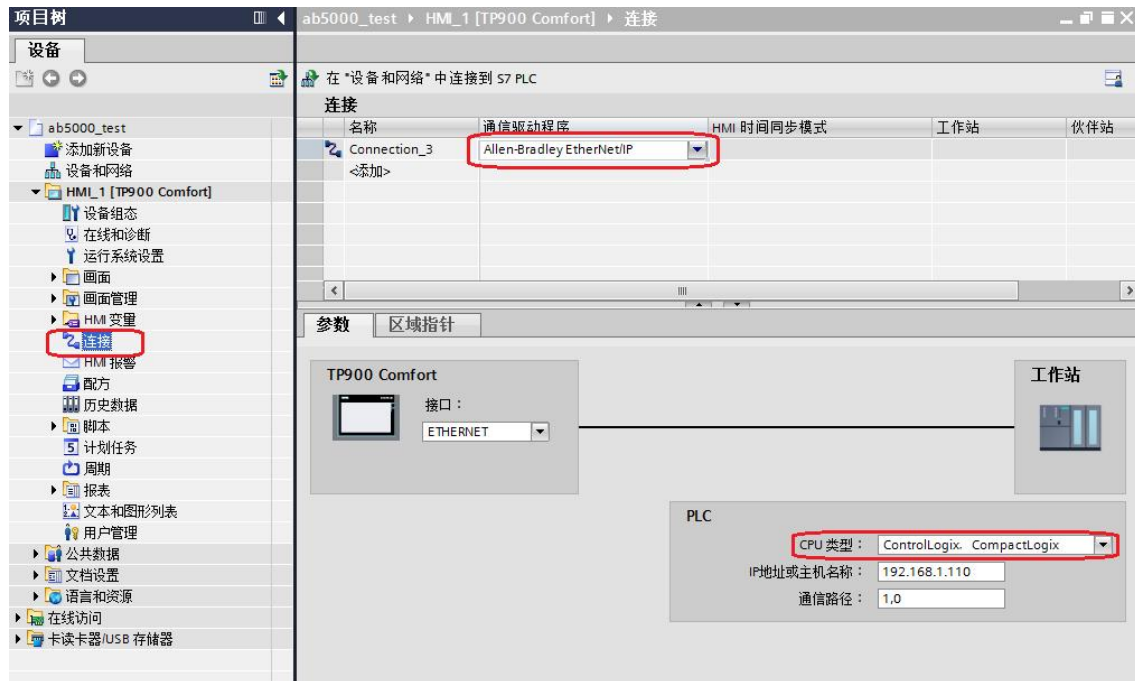 项目树
ab5000_test ▸ HMI_1 [TP900 Comfort] ▸ 连接
设备
在"设备和网络"中连接到 S7 PLC
连接
名称 通信驱动程序 HMI 时间同步模式 工作站 伙伴站
Connection_3 Allen-Bradley EtherNet/IP
<添加>
ab5000_test
添加新设备
设备和网络
HMI_1 [TP900 Comfort]
设备组态
在线和诊断
运行系统设置
画面
画面管理
HMI 变量
连接
HMI 报警
配方
历史数据
脚本
计划任务
周期
报表
文本和图形列表
用户管理
公共数据
文档设置
语言和资源
在线访问
卡读卡器/USB 存储器
参数 区域指针
TP900 Comfort
接口：
ETHERNET
工作站
PLC
CPU 类型： ControlLogix、CompactLogix
IP地址或主机名称： 192.168.1.110
通信路径： 1,0